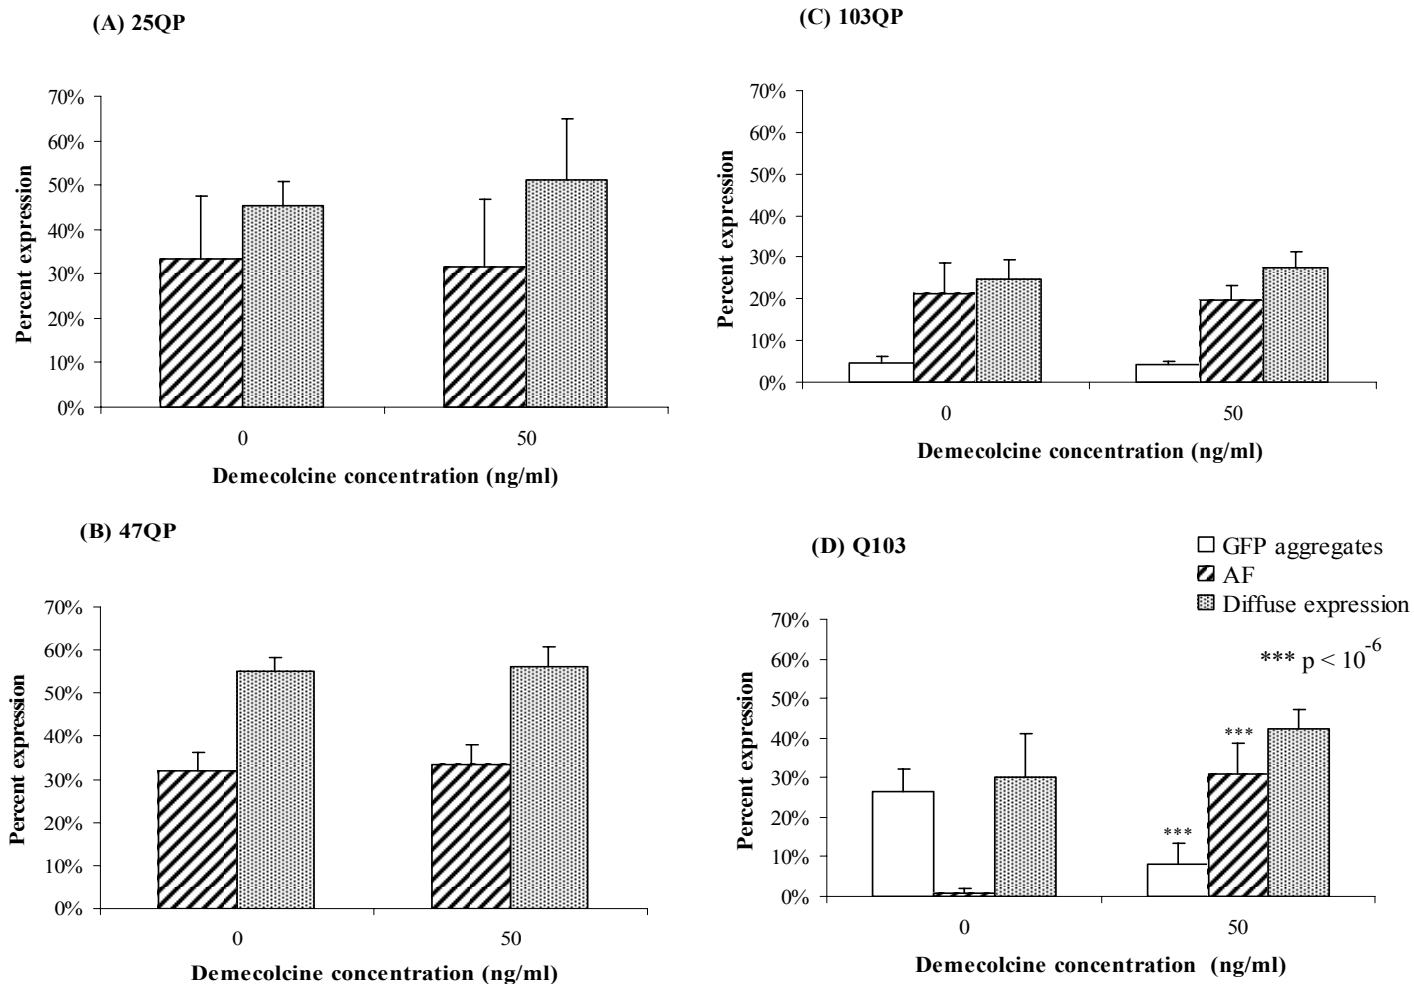 (A) 25QP
70%
60%
50%
40%
30%
20%
10%
0%
Percent expression
0 50
Demecolcine concentration (ng/ml)
(C) 103QP
70%
60%
50%
40%
30%
20%
10%
0%
Percent expression
0 50
Demecolcine concentration (ng/ml)
(B) 47QP
70%
60%
50%
40%
30%
20%
10%
0%
Percent expression
0 50
Demecolcine concentration (ng/ml)
(D) Q103
GFP aggregates
AF
Diffuse expression
*** p < 10⁻⁶
70%
60%
50%
40%
30%
20%
10%
0%
Percent expression
***
***
0 50
Demecolcine concentration (ng/ml)